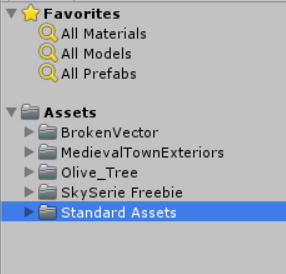 Favorites
All Materials
All Models
All Prefabs
Assets
BrokenVector
MedievalTownExteriors
Olive_Tree
SkySerie Freebie
Standard Assets